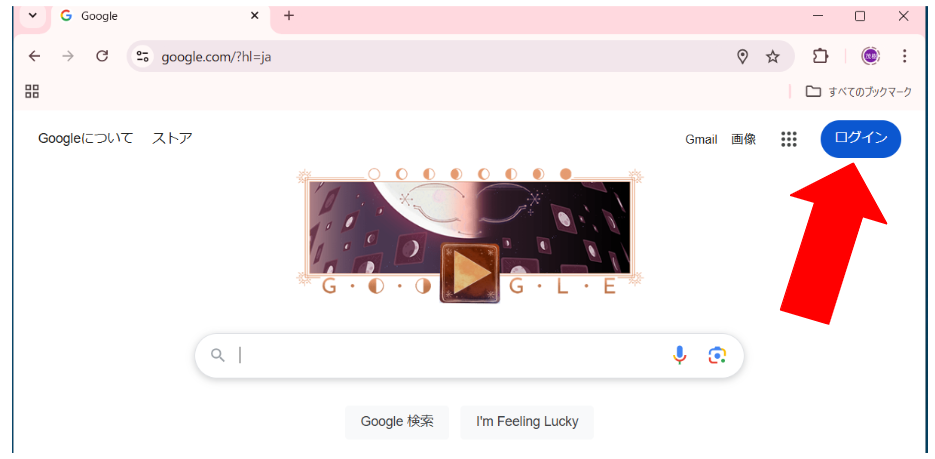 Google
google.com/?hl=ja
すべてのブックマーク
Googleについて ストア
Gmail 画像 ログイン
G・O・O G・L・E
Google 検索 I'm Feeling Lucky